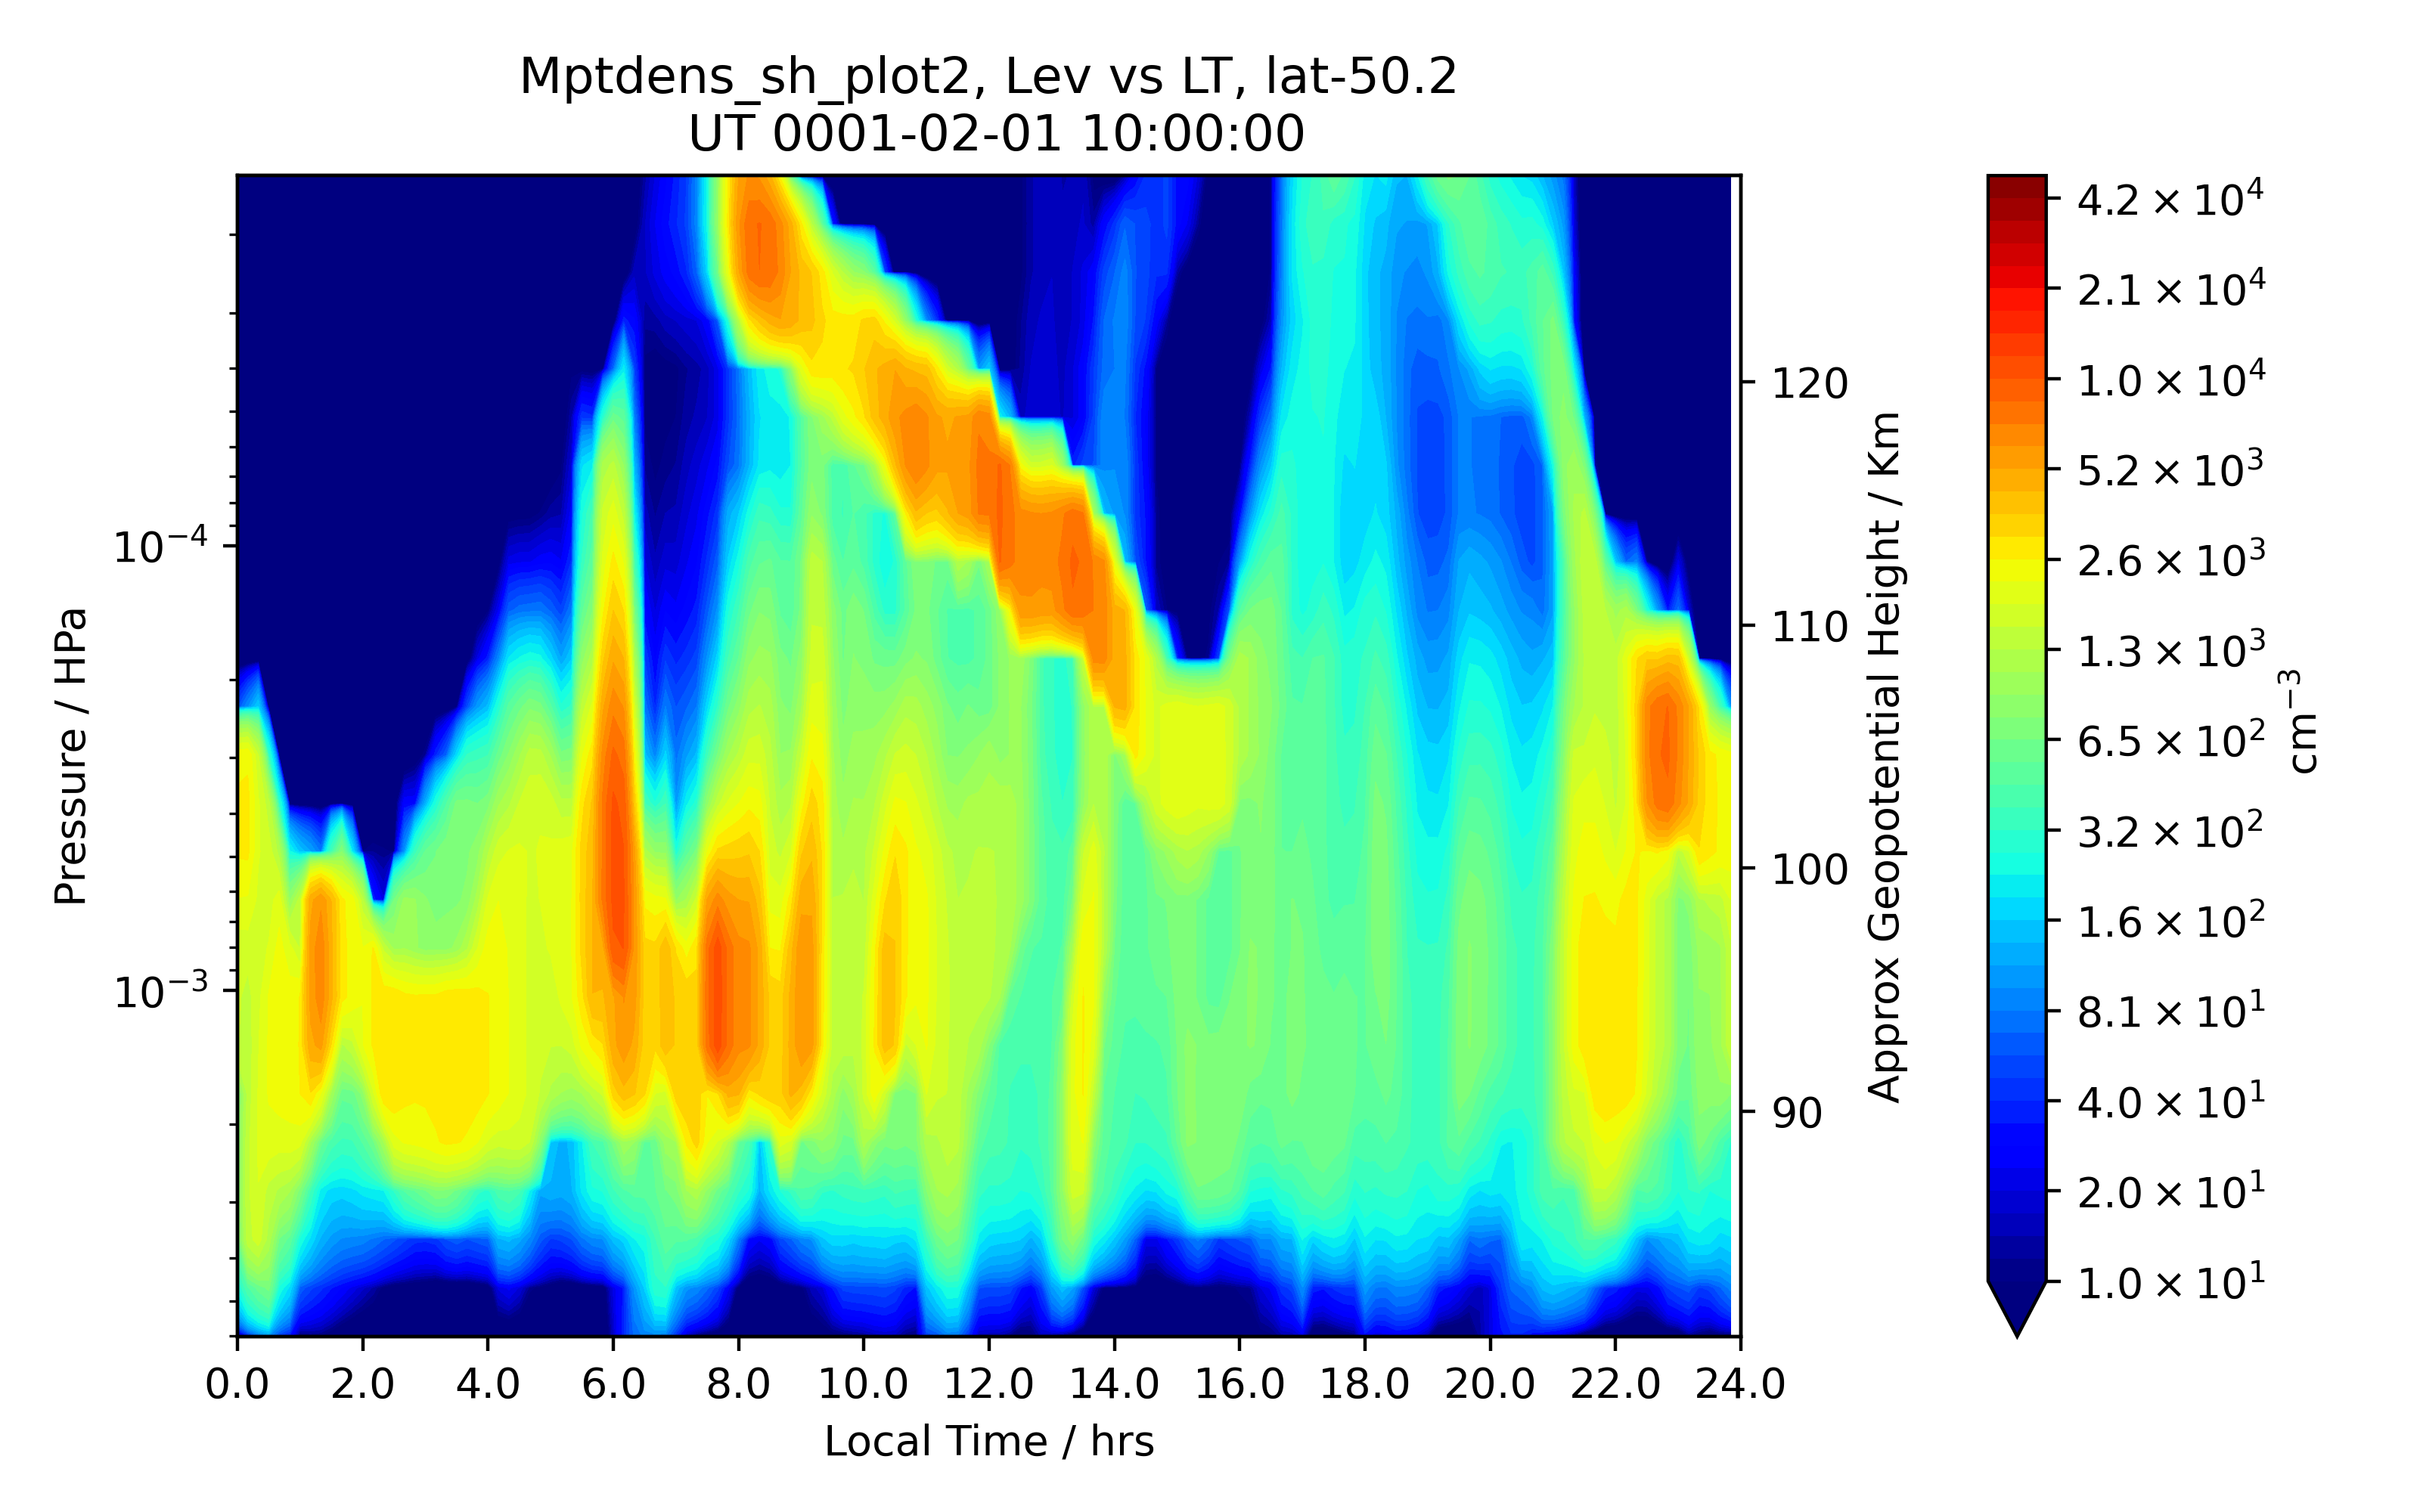 Mptdens_sh_plot2, Lev vs LT, lat-50.2
UT 0001-02-01 10:00:00
Pressure / HPa
10⁻⁴
10⁻³
0.0 2.0 4.0 6.0 8.0 10.0 12.0 14.0 16.0 18.0 20.0 22.0 24.0
Local Time / hrs
120
110
100
90
Approx Geopotential Height / Km
4.2 × 10⁴
2.1 × 10⁴
1.0 × 10⁴
5.2 × 10³
2.6 × 10³
1.3 × 10³
6.5 × 10²
3.2 × 10²
1.6 × 10²
8.1 × 10¹
4.0 × 10¹
2.0 × 10¹
1.0 × 10¹
cm⁻³